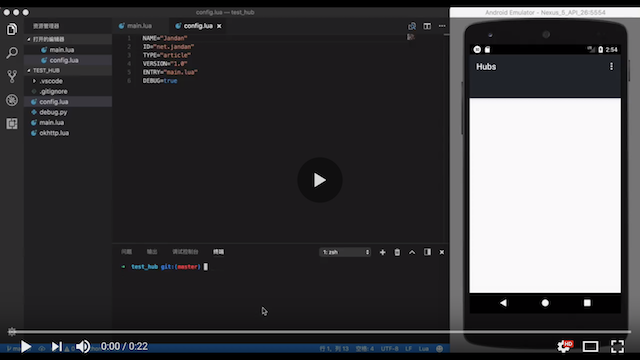 config.lua — test_hub
Android Emulator - Nexus_5_API_26:5554
资源管理器
main.lua
config.lua
打开的编辑器
main.lua
config.lua
TEST_HUB
.vscode
.gitignore
config.lua
debug.py
main.lua
okhttp.lua
1 NAME="Jandan"
2 ID="net.jandan"
3 TYPE="article"
4 VERSION="1.0"
5 ENTRY="main.lua"
6 DEBUG=true
2:54
Hubs
问题 输出 调试控制台 终端
1: zsh
→ test_hub git:(master)
行 1，列 13 空格: 4 UTF-8 LF Lua
0:00 / 0:22
HD